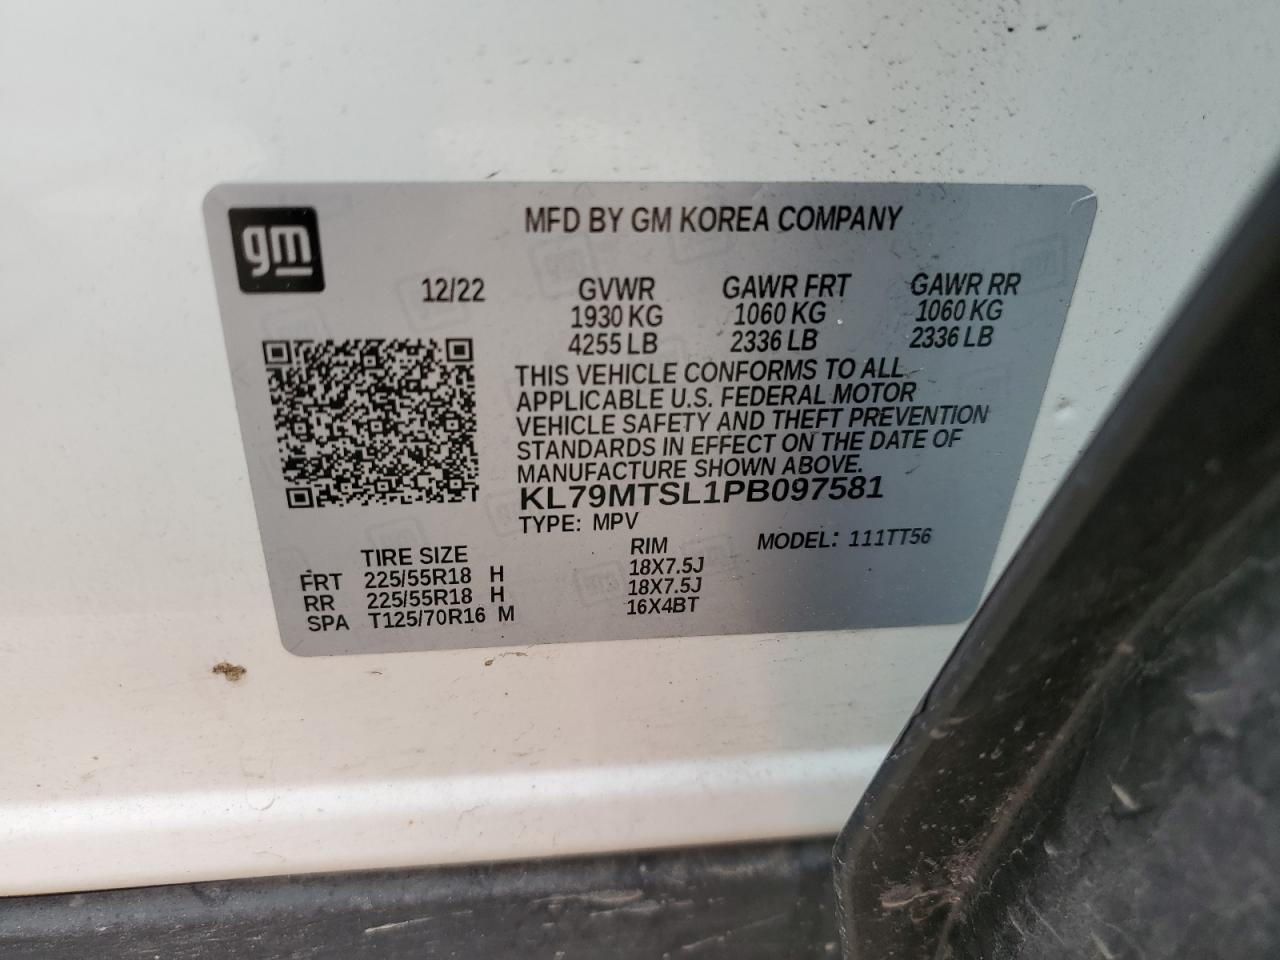 gm
MFD BY GM KOREA COMPANY
12/22 GVWR GAWR FRT GAWR RR
1930 KG 1060 KG 1060 KG
4255 LB 2336 LB 2336 LB
THIS VEHICLE CONFORMS TO ALL
APPLICABLE U.S. FEDERAL MOTOR
VEHICLE SAFETY AND THEFT PREVENTION
STANDARDS IN EFFECT ON THE DATE OF
MANUFACTURE SHOWN ABOVE.
KL79MTSL1PB097581
TYPE: MPV MODEL: 111TT56
TIRE SIZE RIM
FRT 225/55R18 H 18X7.5J
RR 225/55R18 H 18X7.5J
SPA T125/70R16 M 16X4BT